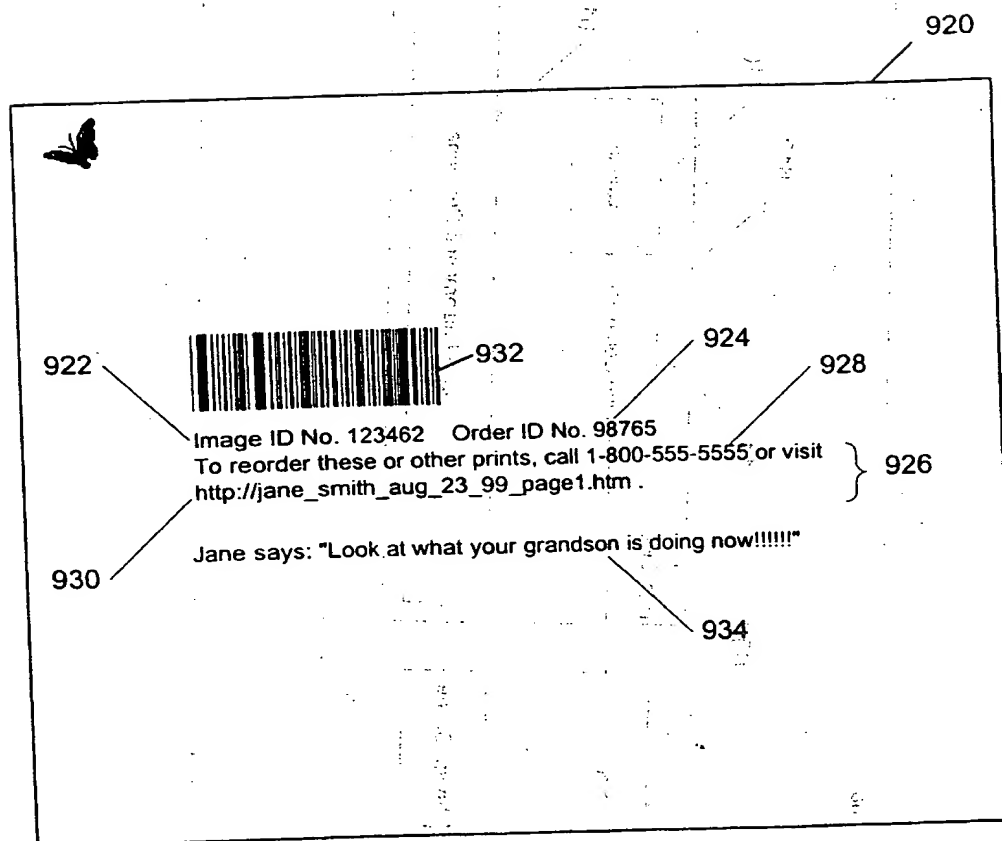 920
932
924
928
922
Image ID No. 123462 Order ID No. 98765
To reorder these or other prints, call 1-800-555-5555 or visit
http://jane_smith_aug_23_99_page1.htm .
926
Jane says: "Look at what your grandson is doing now!!!!!!"
930
934